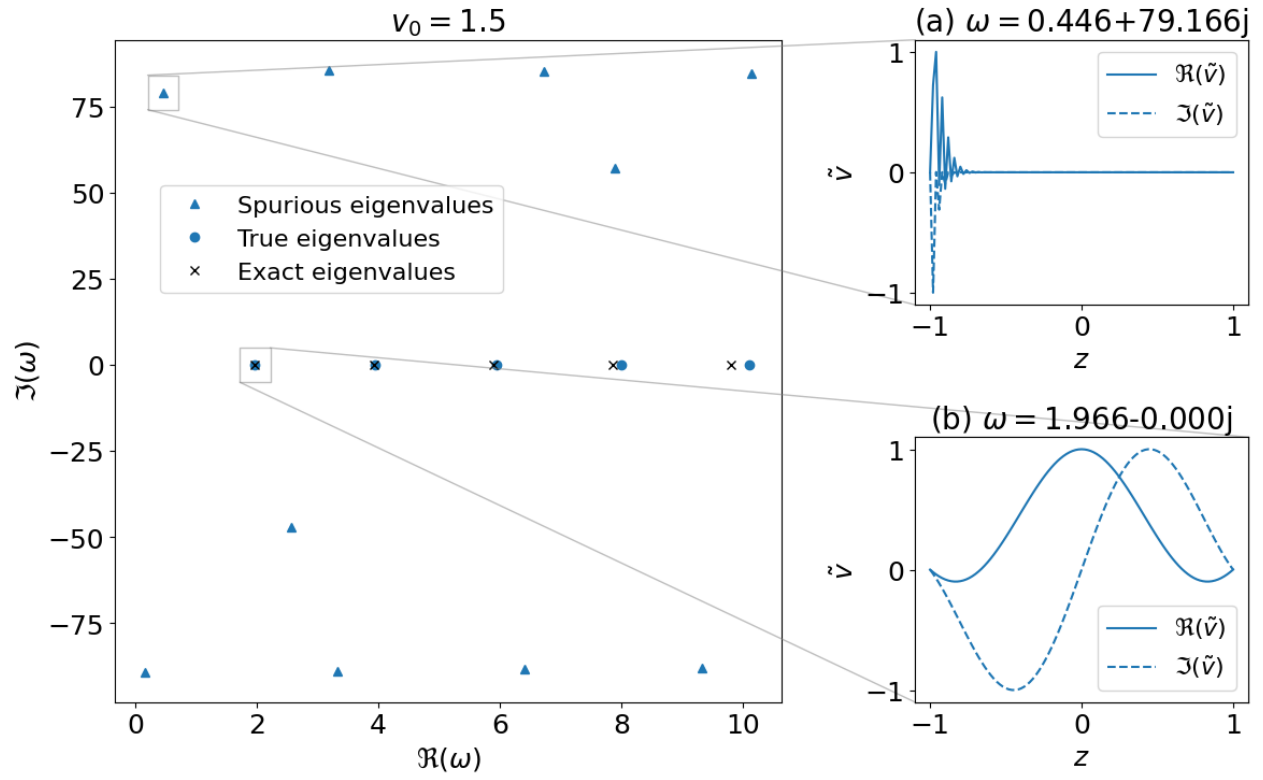 v₀ = 1.5
75
50
25
0
−25
−50
−75
ℑ(ω)
Spurious eigenvalues
True eigenvalues
Exact eigenvalues
0 2 4 6 8 10
ℜ(ω)
(a) ω = 0.446+79.166j
1
0
−1
ṽ
ℜ(ṽ)
ℑ(ṽ)
−1 0 1
z
(b) ω = 1.966-0.000j
1
0
−1
ṽ
ℜ(ṽ)
ℑ(ṽ)
−1 0 1
z